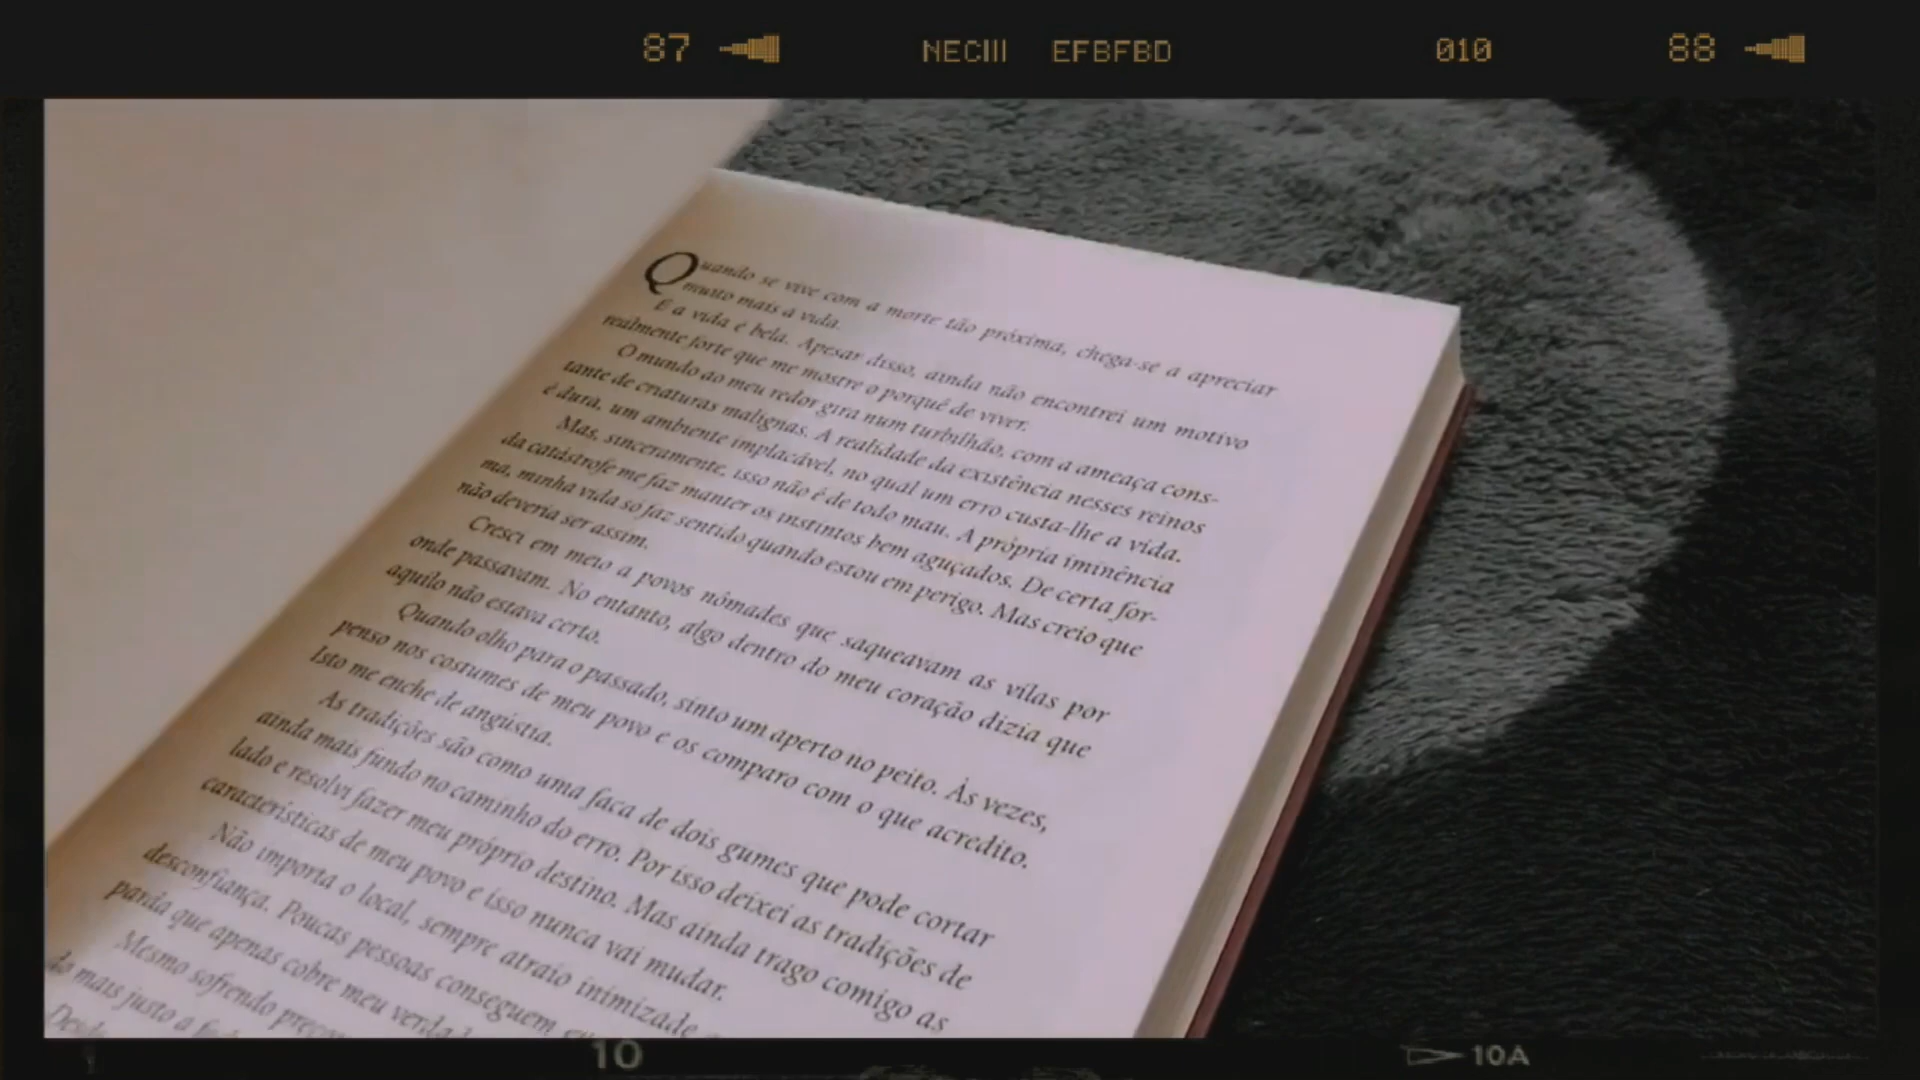 87 NECIII EFBFBD 010 88
Quando se vive com a morte tão próxima, chega-se a apreciar
muito mais a vida.
E a vida é bela. Apesar disso, ainda não encontrei um motivo
realmente forte que me mostre o porquê de viver.
O mundo ao meu redor gira num turbilhão, com a ameaça cons-
tante de criaturas malignas. A realidade da existência nesses reinos
é dura, um ambiente implacável, no qual um erro custa-lhe a vida.
Mas, sinceramente, isso não é de todo mau. A própria iminência
da catástrofe me faz manter os instintos bem aguçados. De certa for-
ma, minha vida só faz sentido quando estou em perigo. Mas creio que
não deveria ser assim.
Cresci em meio a povos nômades que saqueavam as vilas por
onde passavam. No entanto, algo dentro do meu coração dizia que
aquilo não estava certo.
Quando olho para o passado, sinto um aperto no peito. Às vezes,
penso nos costumes de meu povo e os comparo com o que acredito.
Isto me enche de angústia.
As tradições são como uma faca de dois gumes que pode cortar
ainda mais fundo no caminho do erro. Por isso deixei as tradições de
lado e resolvi fazer meu próprio destino. Mas ainda trago comigo as
características de meu povo e isso nunca vai mudar.
Não importa o local, sempre atraio inimizade
desconfiança. Poucas pessoas conseguem
parda que apenas cobre meu
Mesmo sofrendo
do mais justo a
10 10A